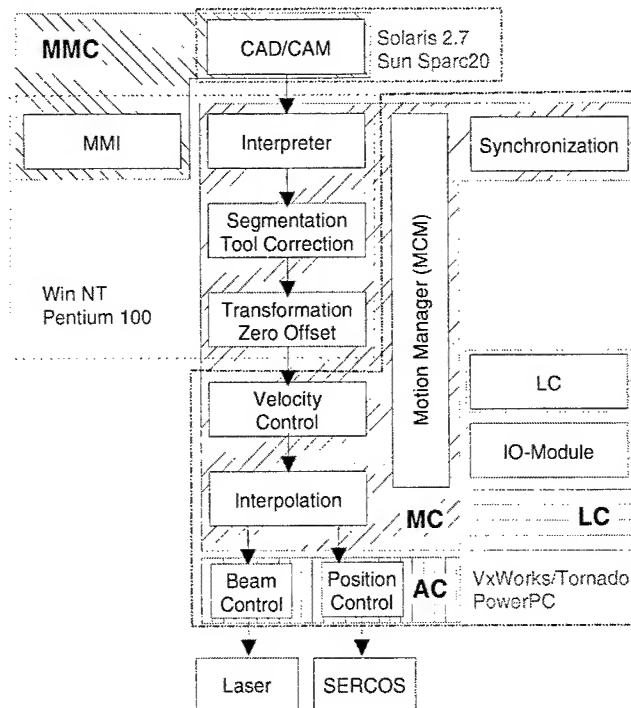 MMC
CAD/CAM
Solaris 2.7
Sun Sparc20
MMI
Interpreter
Synchronization
Segmentation
Tool Correction
Motion Manager (MCM)
Win NT
Pentium 100
Transformation
Zero Offset
Velocity
Control
LC
IO-Module
Interpolation
MC
LC
Beam
Control
Position
Control
AC
VxWorks/Tornado
PowerPC
Laser
SERCOS